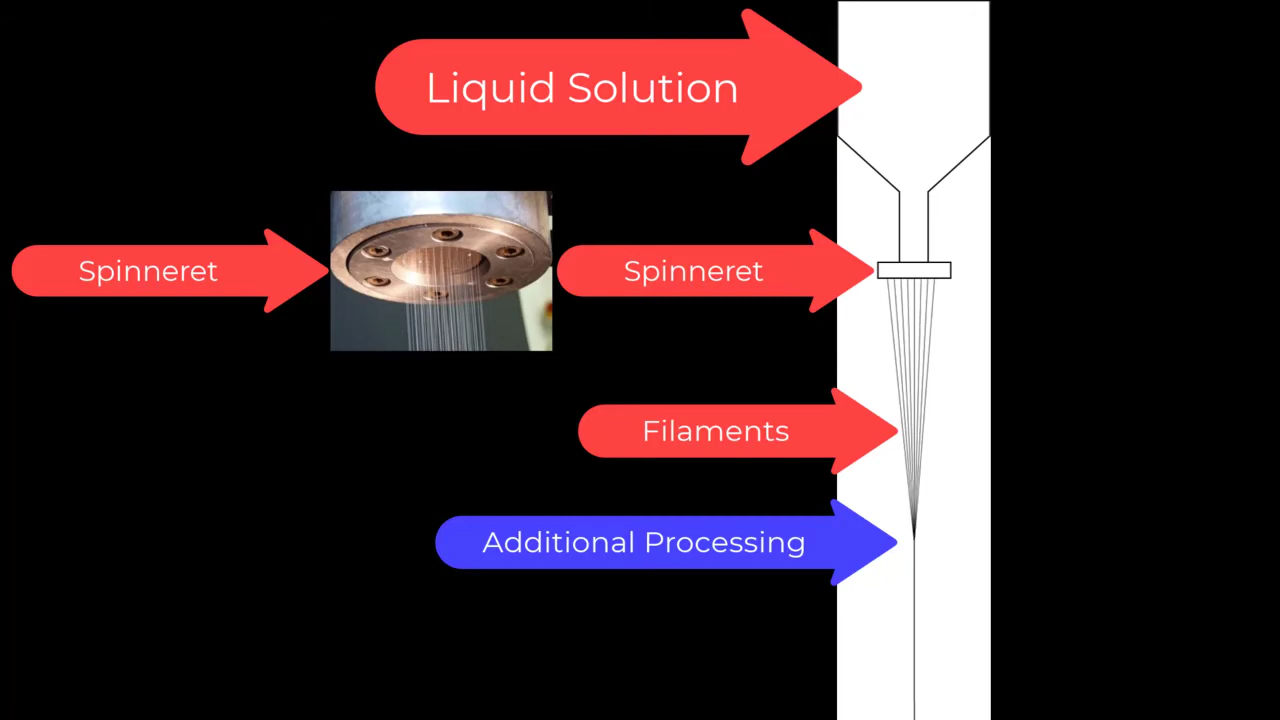 Liquid Solution
Spinneret
Spinneret
Filaments
Additional Processing